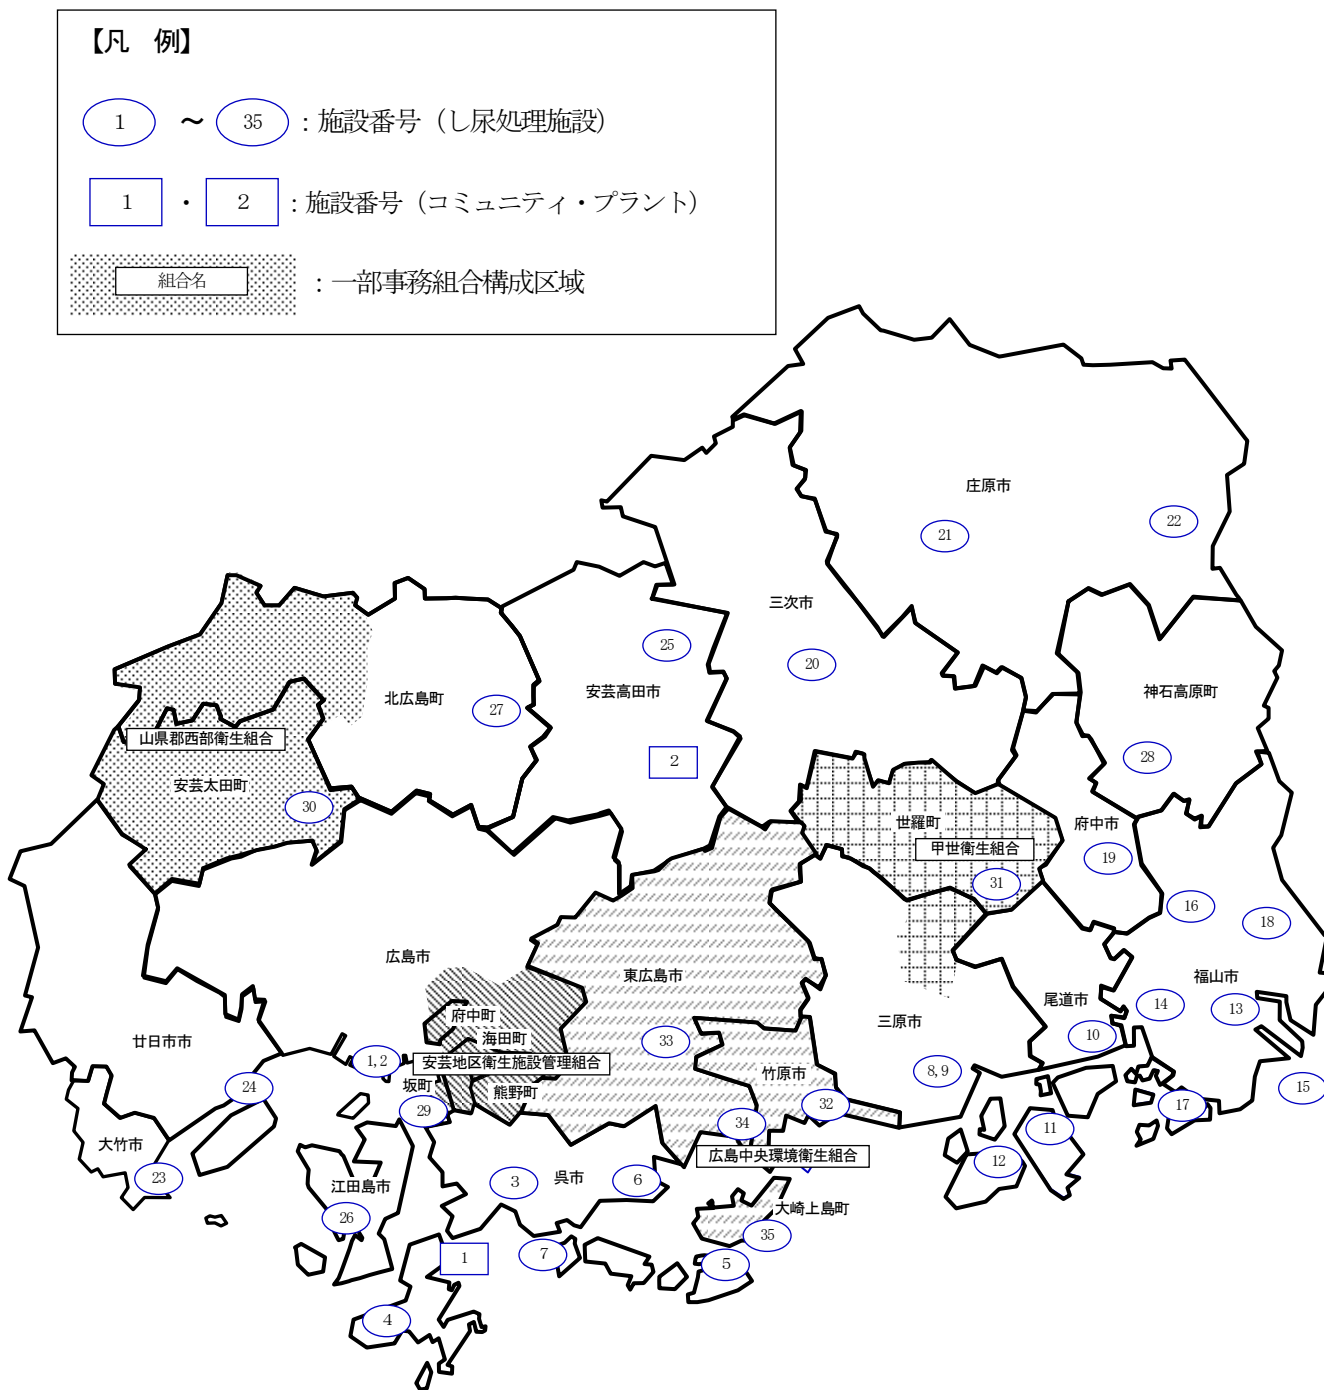 【凡　例】
1 ～ 35 ：施設番号（し尿処理施設）
1 ・ 2 ：施設番号（コミュニティ・プラント）
組合名 ：一部事務組合構成区域
庄原市
22
21
三次市
25
20
安芸高田市
神石高原町
北広島町
27
山県郡西部衛生組合
2
28
安芸太田町
30
世羅町
府中市
甲世衛生組合
19
31
16
18
広島市
東広島市
福山市
尾道市
14
13
府中町
三原市
海田町
10
廿日市市
33
1,2
安芸地区衛生施設管理組合
竹原市
8,9
坂町
24
熊野町
15
32
17
29
34
11
大竹市
広島中央環境衛生組合
12
23
3
呉市
6
江田島市
大崎上島町
26
35
1
7
5
4